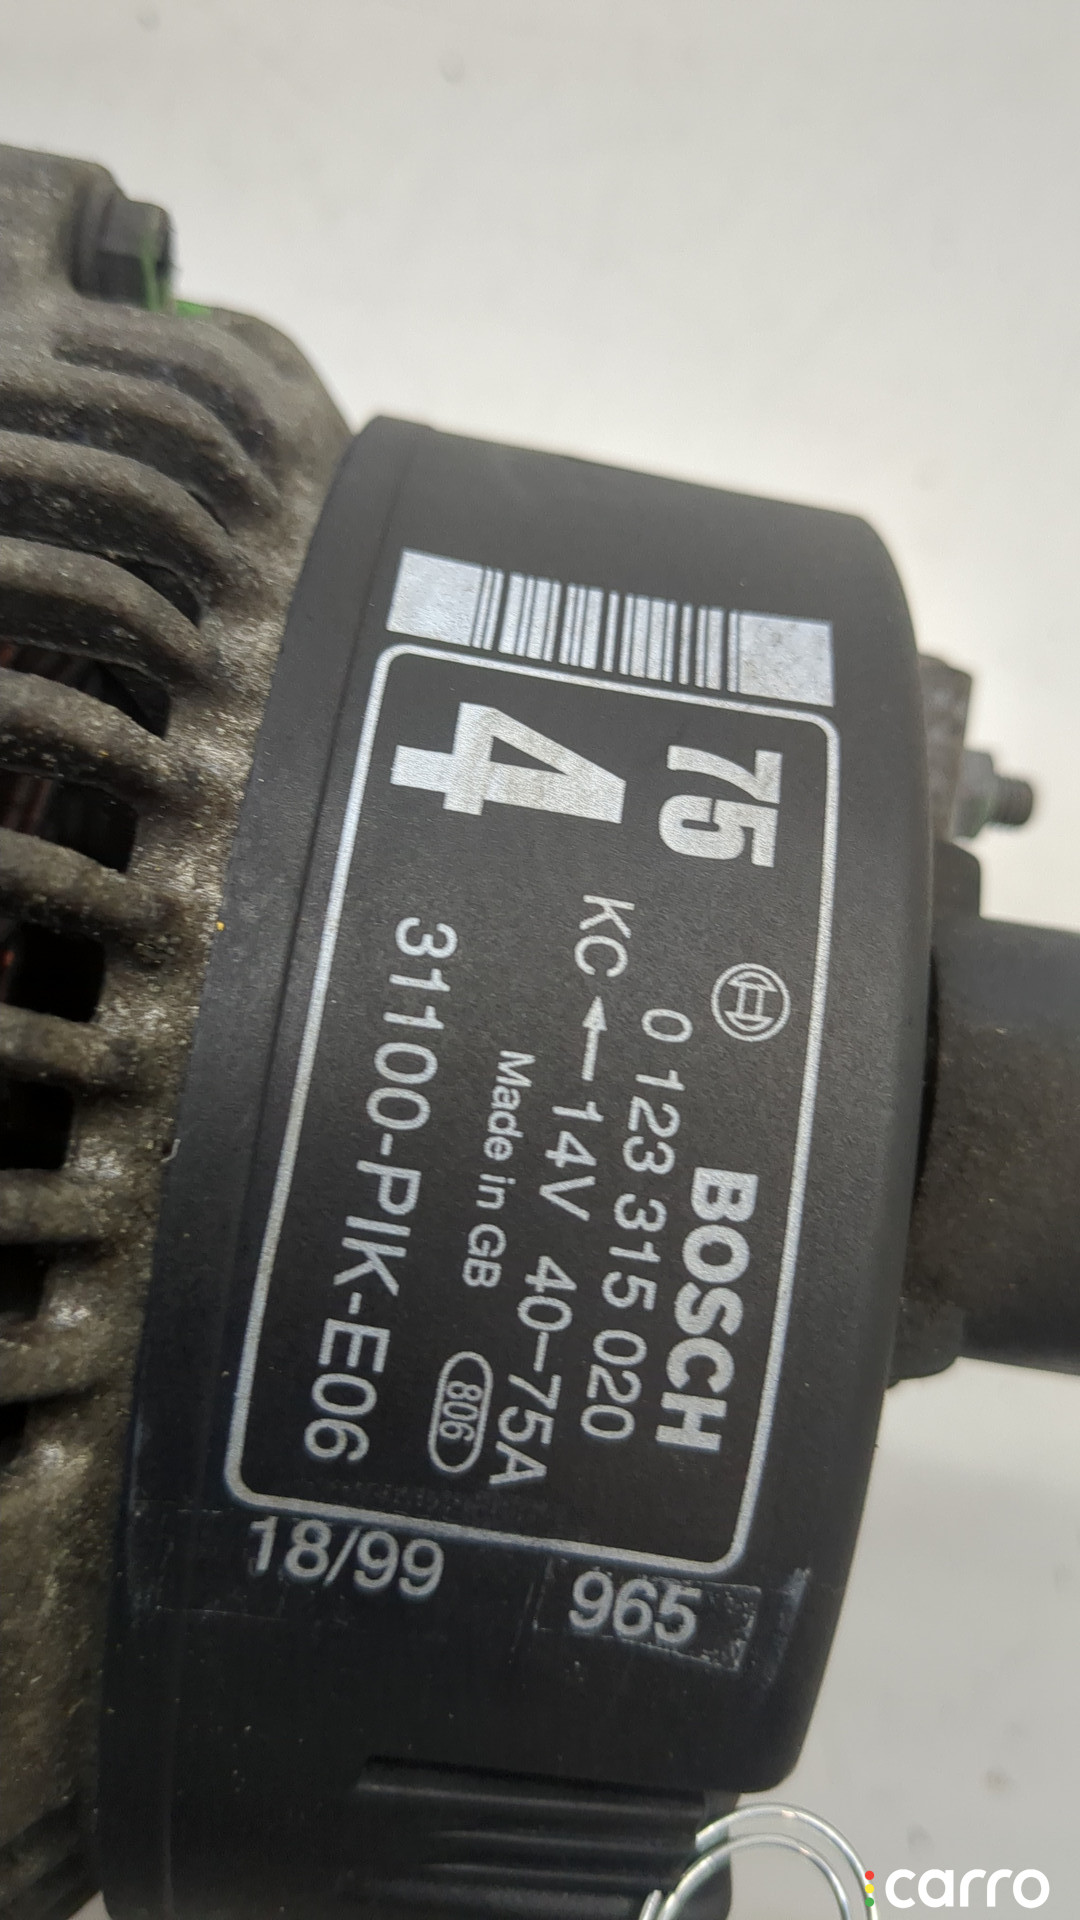 BOSCH
0 123 315 020
75
KC ← 14V 40-75A
4
Made in GB 806
31100-PIK-E06
965
18/99
carro